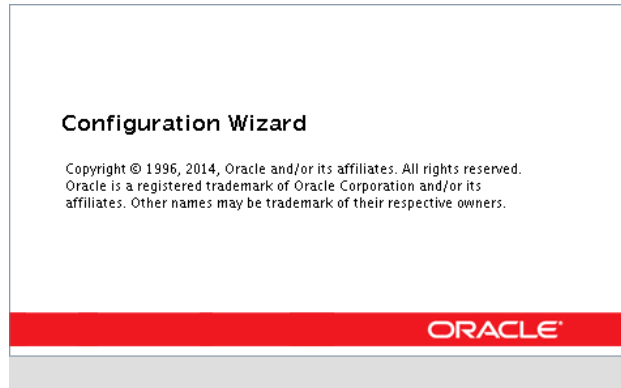 Configuration Wizard
Copyright © 1996, 2014, Oracle and/or its affiliates. All rights reserved.
Oracle is a registered trademark of Oracle Corporation and/or its
affiliates. Other names may be trademark of their respective owners.
ORACLE